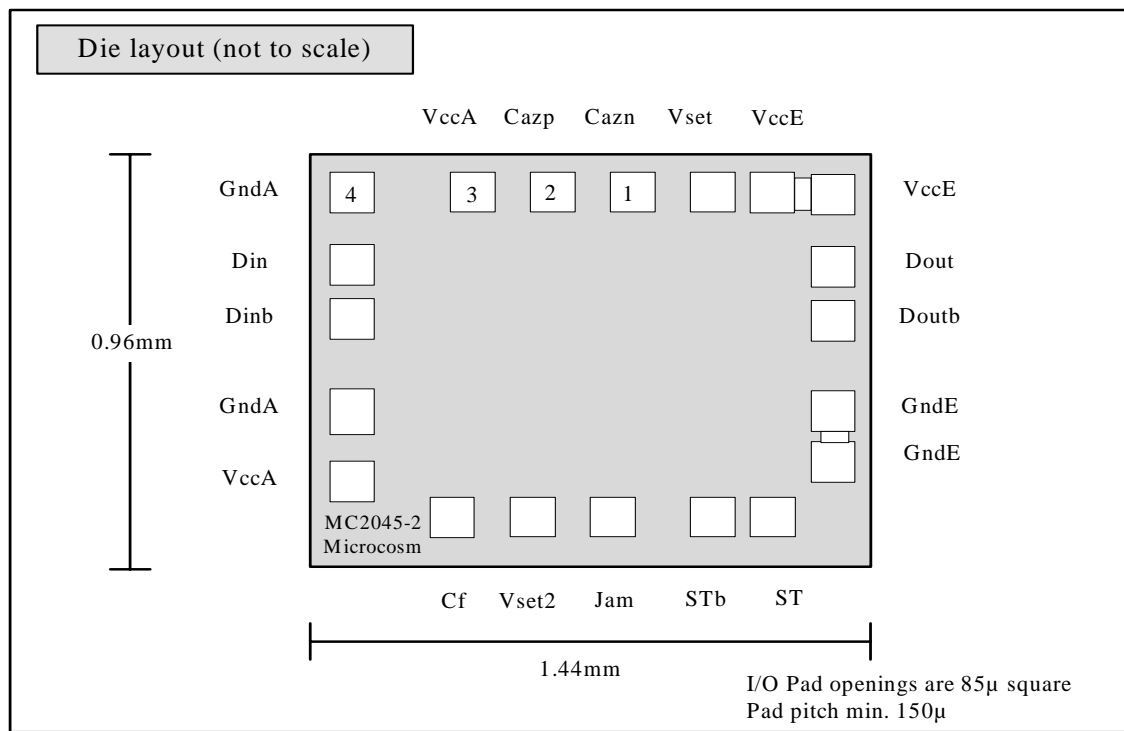 Die layout (not to scale)
VccA Cazp Cazn Vset VccE
GndA 4 3 2 1 VccE
Din Dout
Dinb Doutb
0.96mm
GndA GndE
VccA GndE
MC2045-2
Microcosm
Cf Vset2 Jam STb ST
1.44mm
I/O Pad openings are 85µ square
Pad pitch min. 150µ